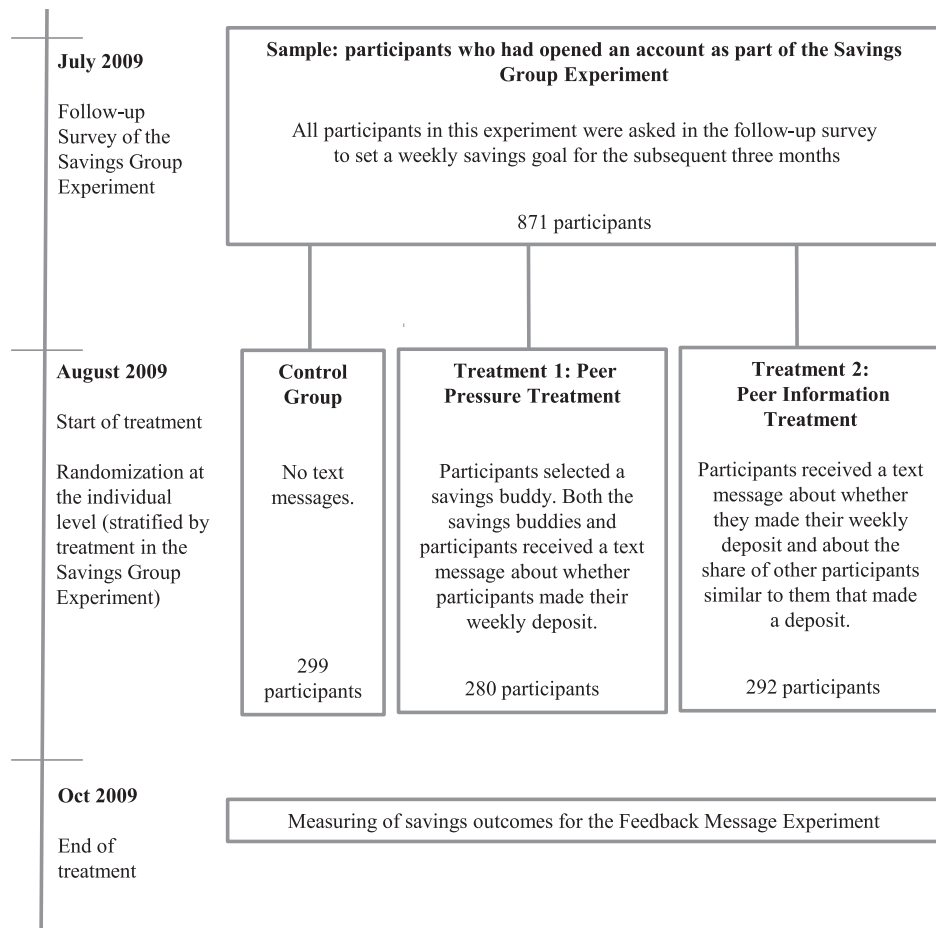 July 2009
Follow-up
Survey of the
Savings Group
Experiment
Sample: participants who had opened an account as part of the Savings
Group Experiment
All participants in this experiment were asked in the follow-up survey
to set a weekly savings goal for the subsequent three months
871 participants
August 2009
Start of treatment
Randomization at
the individual
level (stratified by
treatment in the
Savings Group
Experiment)
Control
Group
No text
messages.
299
participants
Treatment 1: Peer
Pressure Treatment
Participants selected a
savings buddy. Both the
savings buddies and
participants received a text
message about whether
participants made their
weekly deposit.
280 participants
Treatment 2:
Peer Information
Treatment
Participants received a text
message about whether
they made their weekly
deposit and about the
share of other participants
similar to them that made
a deposit.
292 participants
Oct 2009
End of
treatment
Measuring of savings outcomes for the Feedback Message Experiment